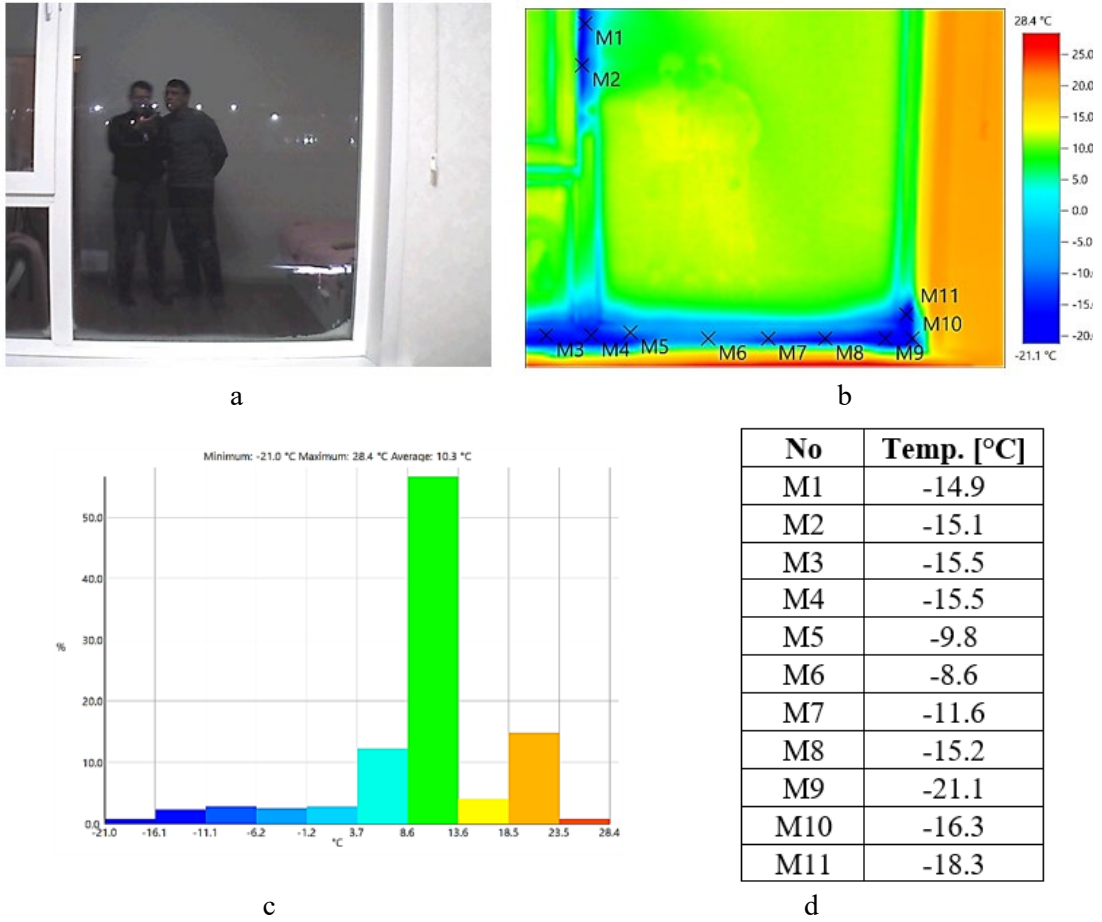 28.4 °C
M1
M2
25.0
20.0
15.0
10.0
5.0
0.0
-5.0
-10.0
-15.0
-20.0
-21.1 °C
M11
M10
M3
M4
M5
M6
M7
M8
M9
a
b
Minimum: -21.0 °C Maximum: 28.4 °C Average: 10.3 °C
50.0
40.0
30.0
%
20.0
10.0
0.0
-21.0 -16.1 -11.1 -6.2 -1.2 3.7 8.6 13.6 18.5 23.5 28.4
°C
c
No Temp. [°C]
M1 -14.9
M2 -15.1
M3 -15.5
M4 -15.5
M5 -9.8
M6 -8.6
M7 -11.6
M8 -15.2
M9 -21.1
M10 -16.3
M11 -18.3
d